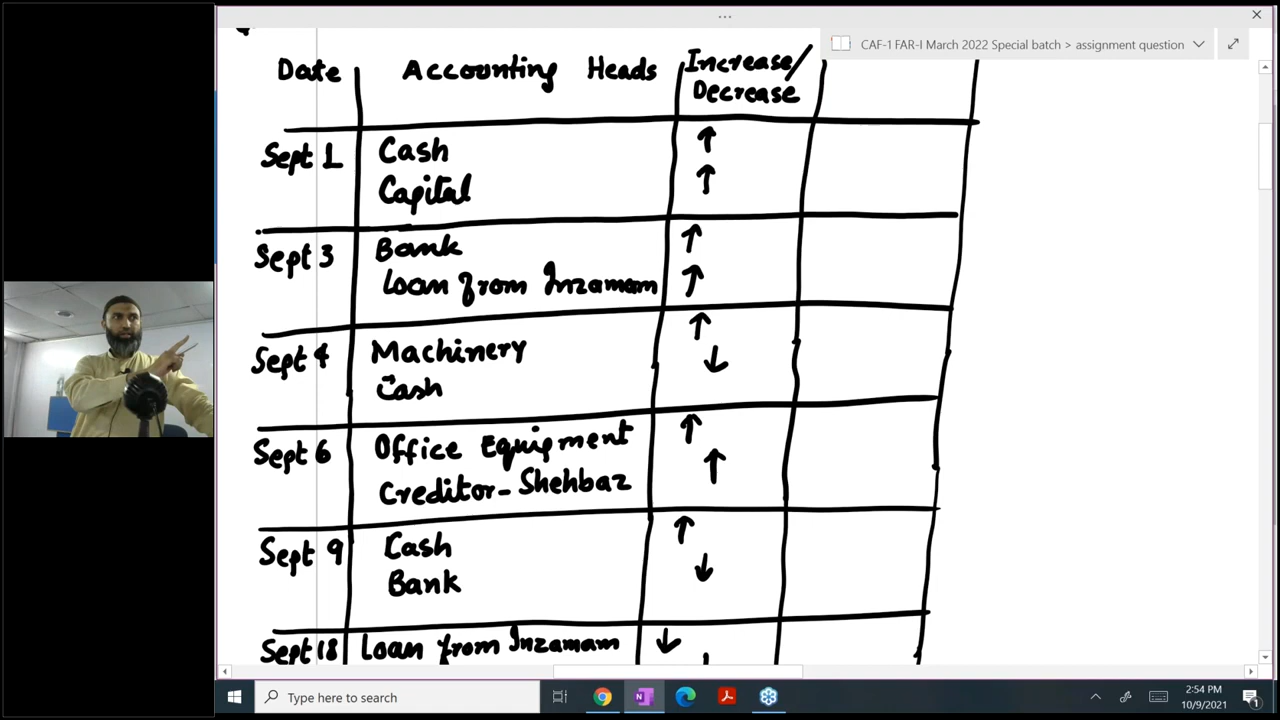 CAF-1 FAR-I March 2022 Special batch > assignment question
Date Accounting Heads Increase/
Decrease
Sept 1 Cash ↑
Capital ↑
Sept 3 Bank ↑
Loan from Inzamam ↑
Sept 4 Machinery ↑
Cash ↓
Sept 6 Office Equipment ↑
Creditor - Shehbaz ↑
Sept 9 Cash ↑
Bank ↓
Sept 18 Loan from Inzamam ↓
Type here to search
2:54 PM
10/9/2021
1